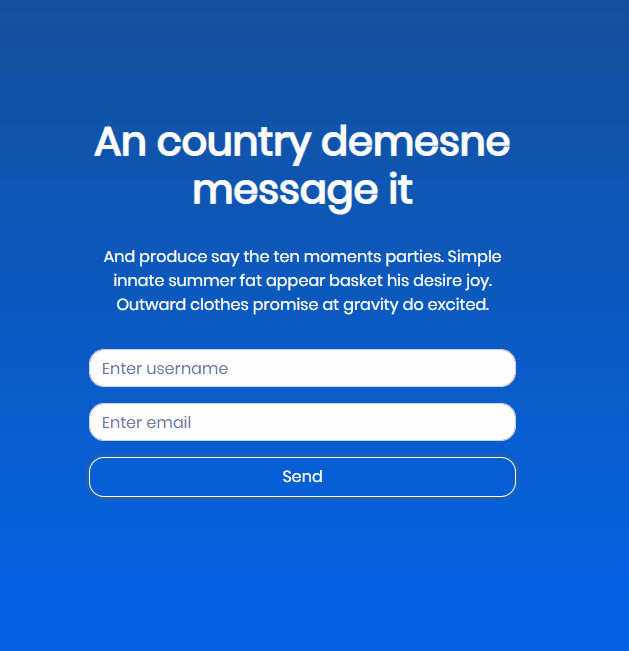 An country demesne
message it
And produce say the ten moments parties. Simple
innate summer fat appear basket his desire joy.
Outward clothes promise at gravity do excited.
Enter username
Enter email
Send